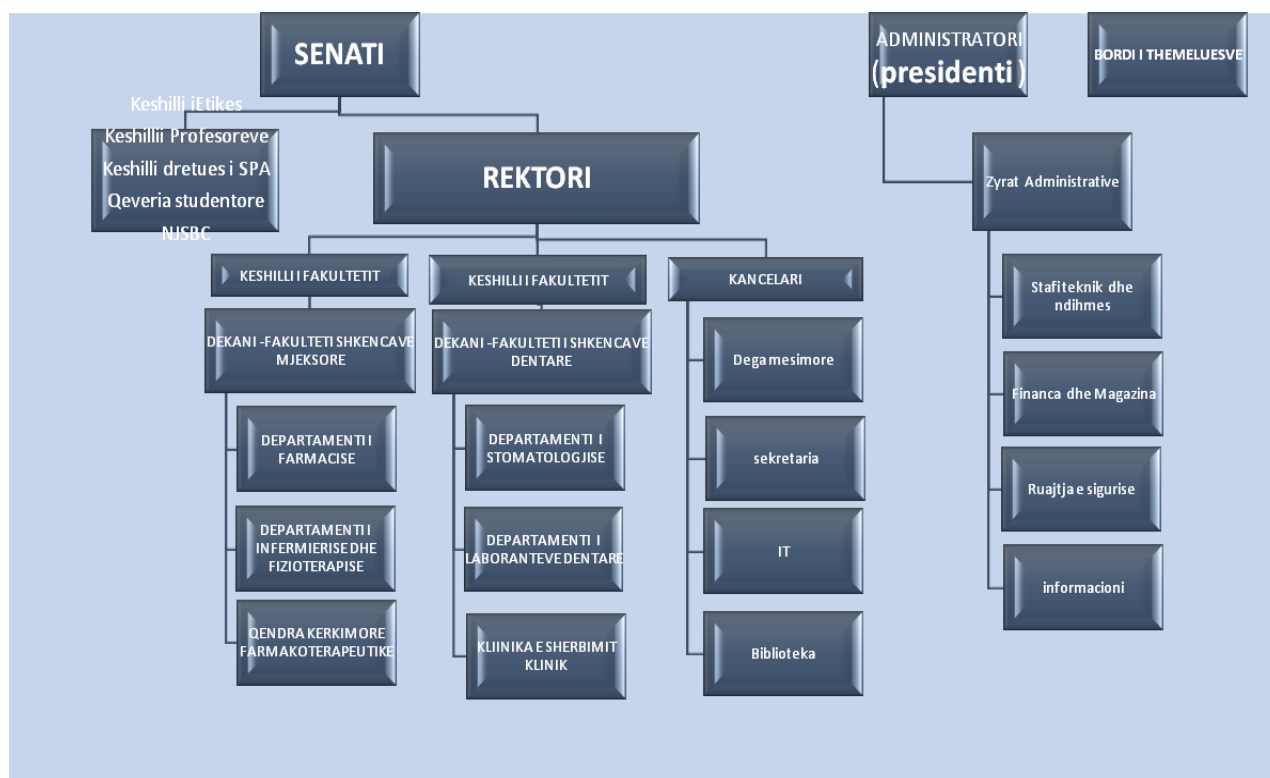 SENATI
ADMINISTRATORI
(presidenti )
BORDI I THEMELUESVE
Keshilli iEtikes
Keshillii Profesoreve
Keshilli dretues i SPA
Qeveria studentore
NJSBC
REKTORI
Zyrat Administrative
KESHILLI I FAKULTETIT
KESHILLI I FAKULTETIT
KANCELARI
DEKANI -FAKULTETI SHKENCAVE
MJEKSORE
DEKANI -FAKULTETI I SHKENCAVE
DENTARE
DEPARTAMENTI I
FARMACISE
DEPARTAMENTI I
INFERMIERISE DHE
FIZIOTERAPISE
QENDRA KERKIMORE
FARMAKOTERAPEUTIKE
DEPARTAMENTI I
STOMATOLOGJISE
DEPARTAMENTI I
LABORANTEVE DENTARE
KLIINIKA E SHERBIMIT
KLINIK
Dega mesimore
sekretaria
IT
Biblioteka
Stafi teknik dhe
ndihmes
Financa dhe Magazina
Ruajtja e sigurise
informacioni